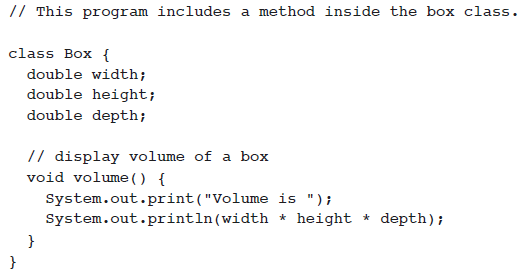 // This program includes a method inside the box class.

class Box {
  double width;
  double height;
  double depth;

  // display volume of a box
  void volume() {
    System.out.print("Volume is ");
    System.out.println(width * height * depth);
  }
}